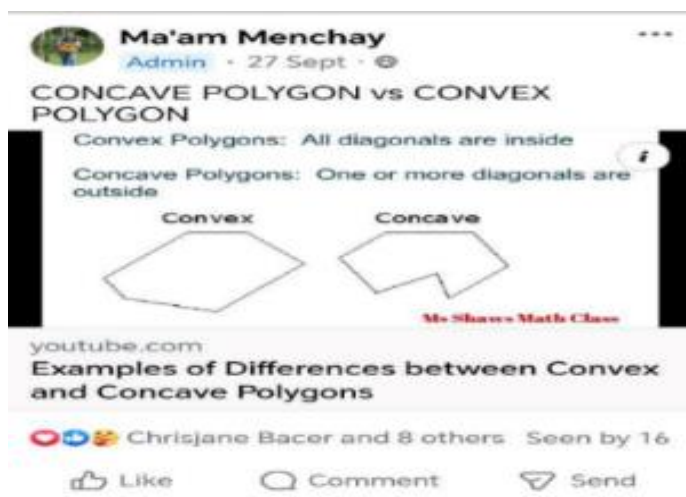 Ma'am Menchay
Admin · 27 Sept ·
CONCAVE POLYGON vs CONVEX
POLYGON
Convex Polygons: All diagonals are inside
Concave Polygons: One or more diagonals are
outside
Convex Concave
Ms Shaws Math Class
youtube.com
Examples of Differences between Convex
and Concave Polygons
Chrisjane Bacer and 8 others Seen by 16
Like Comment Send